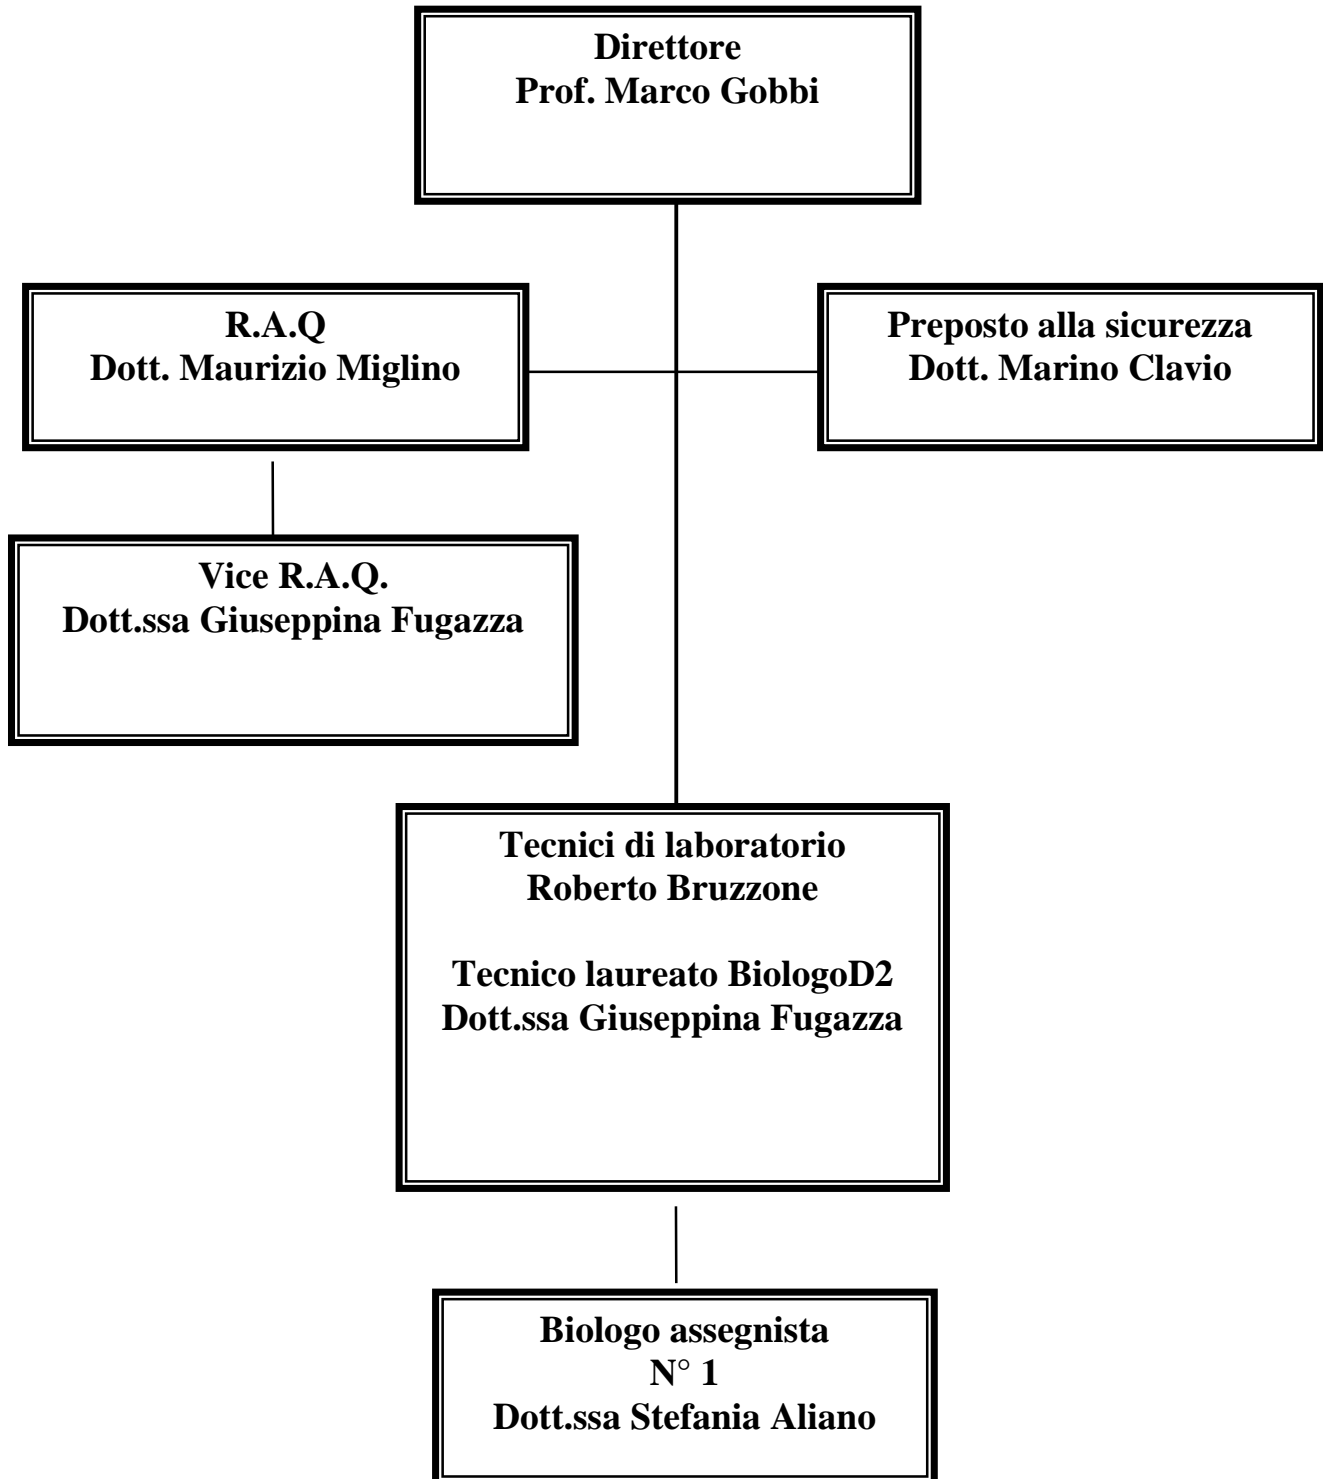 Direttore
Prof. Marco Gobbi
R.A.Q
Dott. Maurizio Miglino
Preposto alla sicurezza
Dott. Marino Clavio
Vice R.A.Q.
Dott.ssa Giuseppina Fugazza
Tecnici di laboratorio
Roberto Bruzzone
Tecnico laureato BiologoD2
Dott.ssa Giuseppina Fugazza
Biologo assegnista
N° 1
Dott.ssa Stefania Aliano